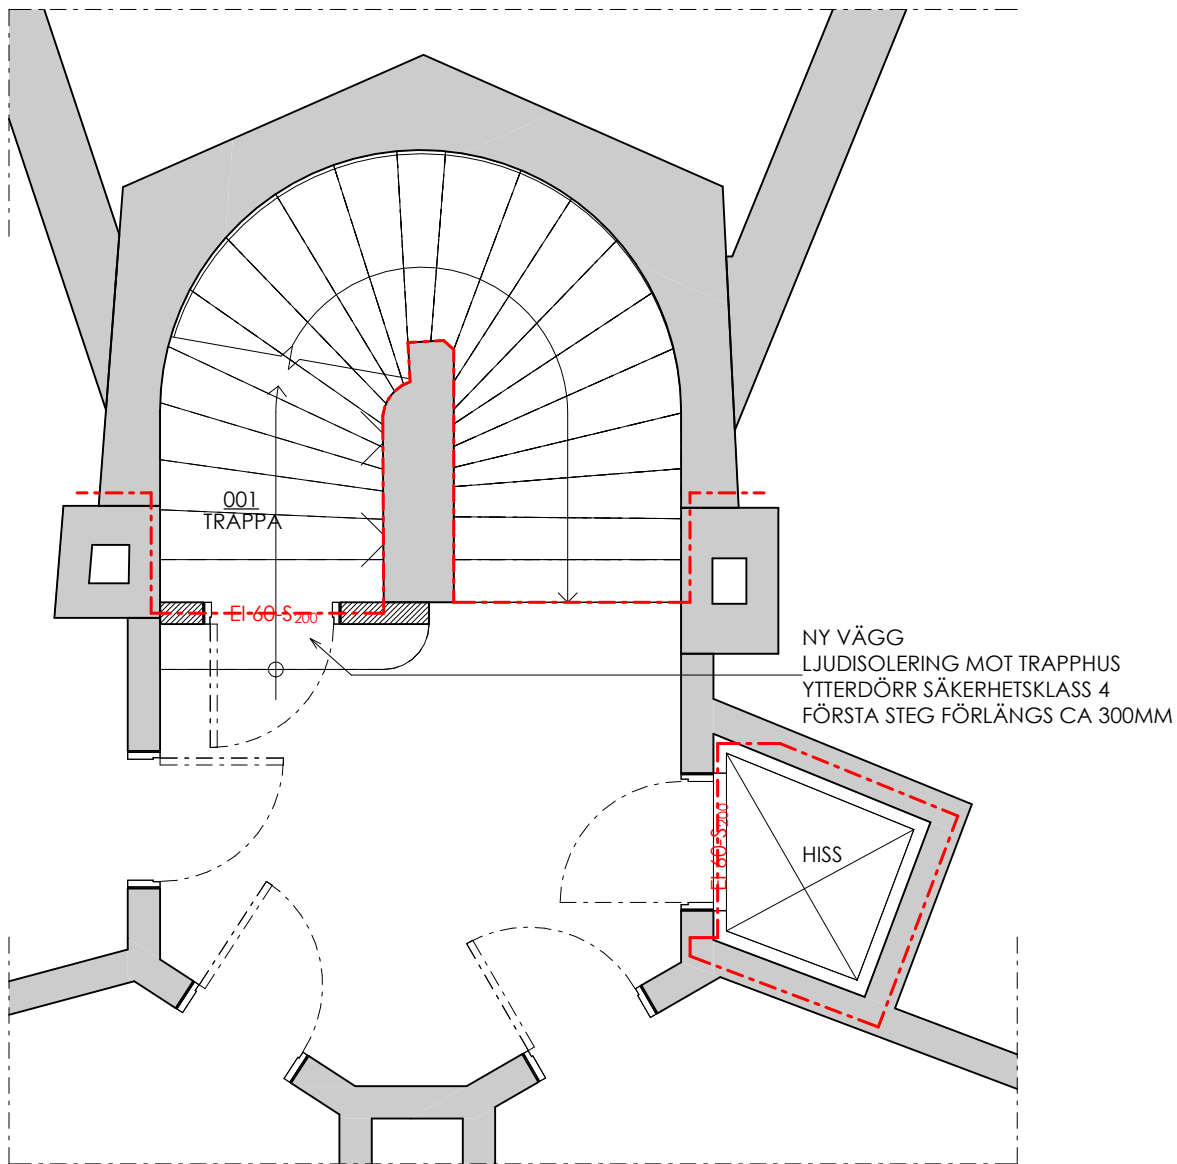 001
TRAPPA
EI 60-S200
NY VÄGG
LJUDISOLERING MOT TRAPPHUS
YTTERDÖRR SÄKERHETSKLASS 4
FÖRSTA STEG FÖRLÄNGS CA 300MM
EI 60-S200
HISS